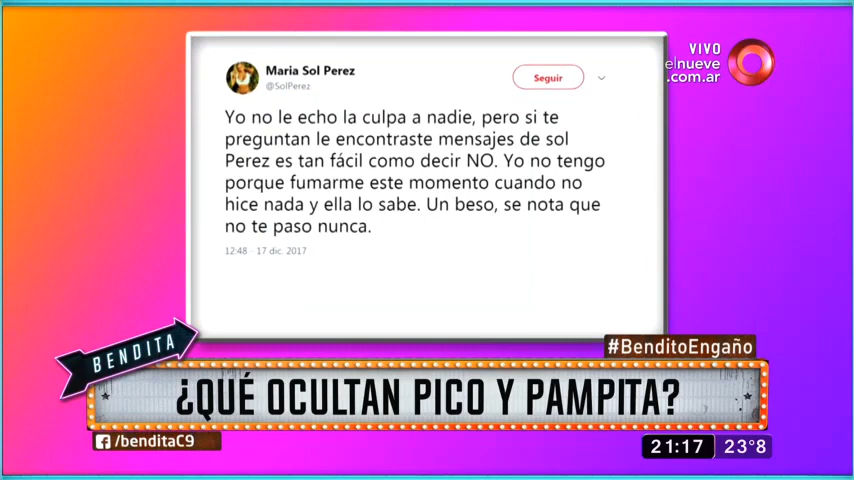 VIVO
elnueve
.com.ar
Maria Sol Perez
@SolPerez
Seguir
Yo no le echo la culpa a nadie, pero si te
preguntan le encontraste mensajes de sol
Perez es tan fácil como decir NO. Yo no tengo
porque fumarme este momento cuando no
hice nada y ella lo sabe. Un beso, se nota que
no te paso nunca.
12:48 - 17 dic. 2017
#BenditoEngaño
BENDITA
¿QUÉ OCULTAN PICO Y PAMPITA?
/benditaC9
21:17 23°8